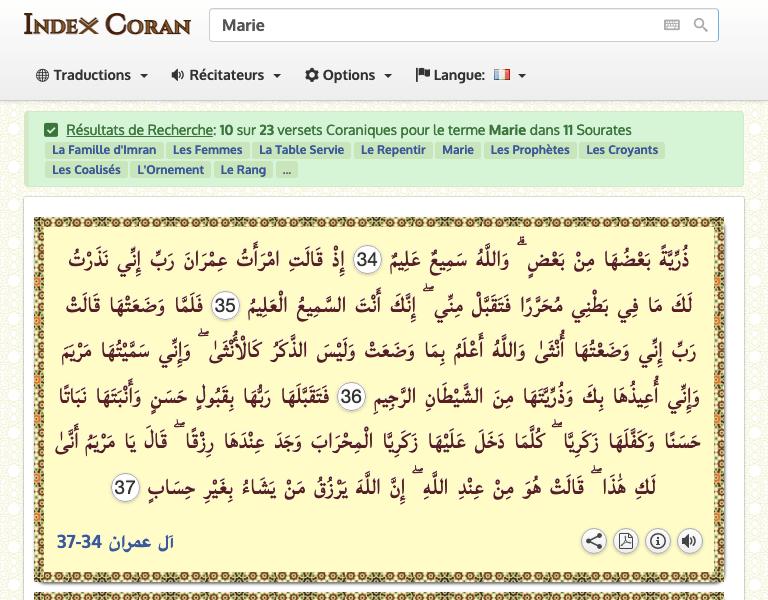 Index Coran
Marie
Traductions Récitateurs Options Langue:
Résultats de Recherche: 10 sur 23 versets Coraniques pour le terme Marie dans 11 Sourates
La Famille d'Imran Les Femmes La Table Servie Le Repentir Marie Les Prophètes Les Croyants
Les Coalisés L'Ornement Le Rang ...
ذُرِّيَّةً بَعْضُهَا مِنْ بَعْضٍ ۗ وَاللَّهُ سَمِيعٌ عَلِيمٌ 34 إِذْ قَالَتِ امْرَأَتُ عِمْرَانَ رَبِّ إِنِّي نَذَرْتُ
لَكَ مَا فِي بَطْنِي مُحَرَّرًا فَتَقَبَّلْ مِنِّي ۖ إِنَّكَ أَنْتَ السَّمِيعُ الْعَلِيمُ 35 فَلَمَّا وَضَعَتْهَا قَالَتْ
رَبِّ إِنِّي وَضَعْتُهَا أُنْثَىٰ وَاللَّهُ أَعْلَمُ بِمَا وَضَعَتْ وَلَيْسَ الذَّكَرُ كَالْأُنْثَىٰ ۖ وَإِنِّي سَمَّيْتُهَا مَرْيَمَ
وَإِنِّي أُعِيذُهَا بِكَ وَذُرِّيَّتَهَا مِنَ الشَّيْطَانِ الرَّجِيمِ 36 فَتَقَبَّلَهَا رَبُّهَا بِقَبُولٍ حَسَنٍ وَأَنْبَتَهَا نَبَاتًا
حَسَنًا وَكَفَّلَهَا زَكَرِيَّا ۖ كُلَّمَا دَخَلَ عَلَيْهَا زَكَرِيَّا الْمِحْرَابَ وَجَدَ عِنْدَهَا رِزْقًا ۖ قَالَ يَا مَرْيَمُ أَنَّىٰ
لَكِ هَٰذَا ۖ قَالَتْ هُوَ مِنْ عِنْدِ اللَّهِ ۖ إِنَّ اللَّهَ يَرْزُقُ مَنْ يَشَاءُ بِغَيْرِ حِسَابٍ 37
آل عمران 34-37